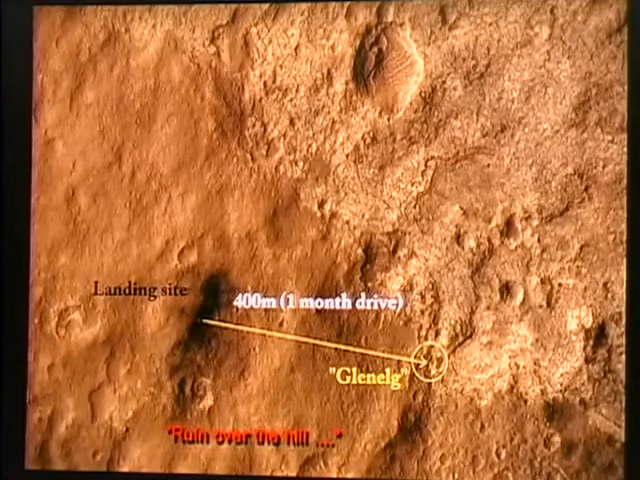 Landing site
400m (1 month drive)
"Glenelg"
"Ruin over the hill ...."